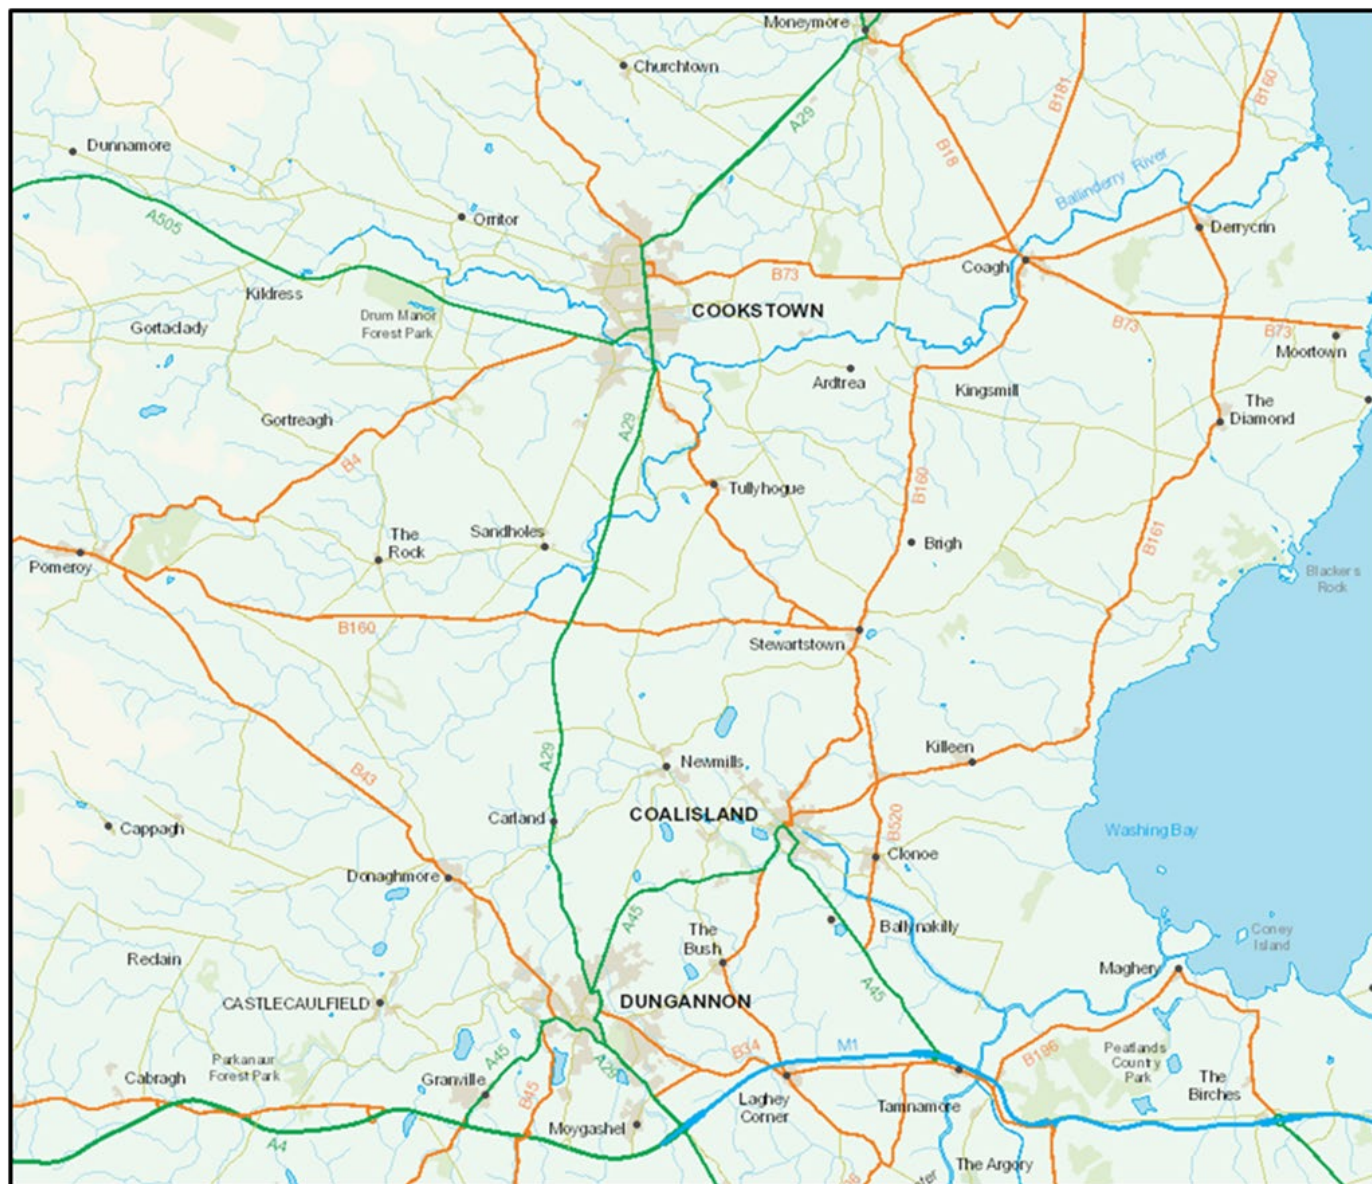 Moneymore
Churchtown
A29
B181
B160
B18
Dunnamore
Ballinderry River
A505
Orritor
Derrycrin
Coagh
B73
Kildress
COOKSTOWN
Drum Manor
Forest Park
Gortaclady
B73
B73
Moortown
Ardtrea
Kingsmill
Gortreagh
The
Diamond
A29
B4
Tullyhogue
B160
Sandholes
The
Rock
Brigh
B161
Pomeroy
Blackers
Rock
B160
Stewartstown
A29
Killeen
Newmills
B43
COALISLAND
Carland
B520
Cappagh
Washing Bay
Clonoe
Donaghmore
A45
The
Bush
Ballynakilly
Coney
Island
Reclain
Maghery
A45
CASTLECAULFIELD
DUNGANNON
B34
M1
B196
Parkanaur
Forest Park
A45
A29
Peatlands
Country
Park
Cabragh
Granville
B45
The
Birches
Laghey
Corner
Tamnamore
Moygashel
A4
The Argory